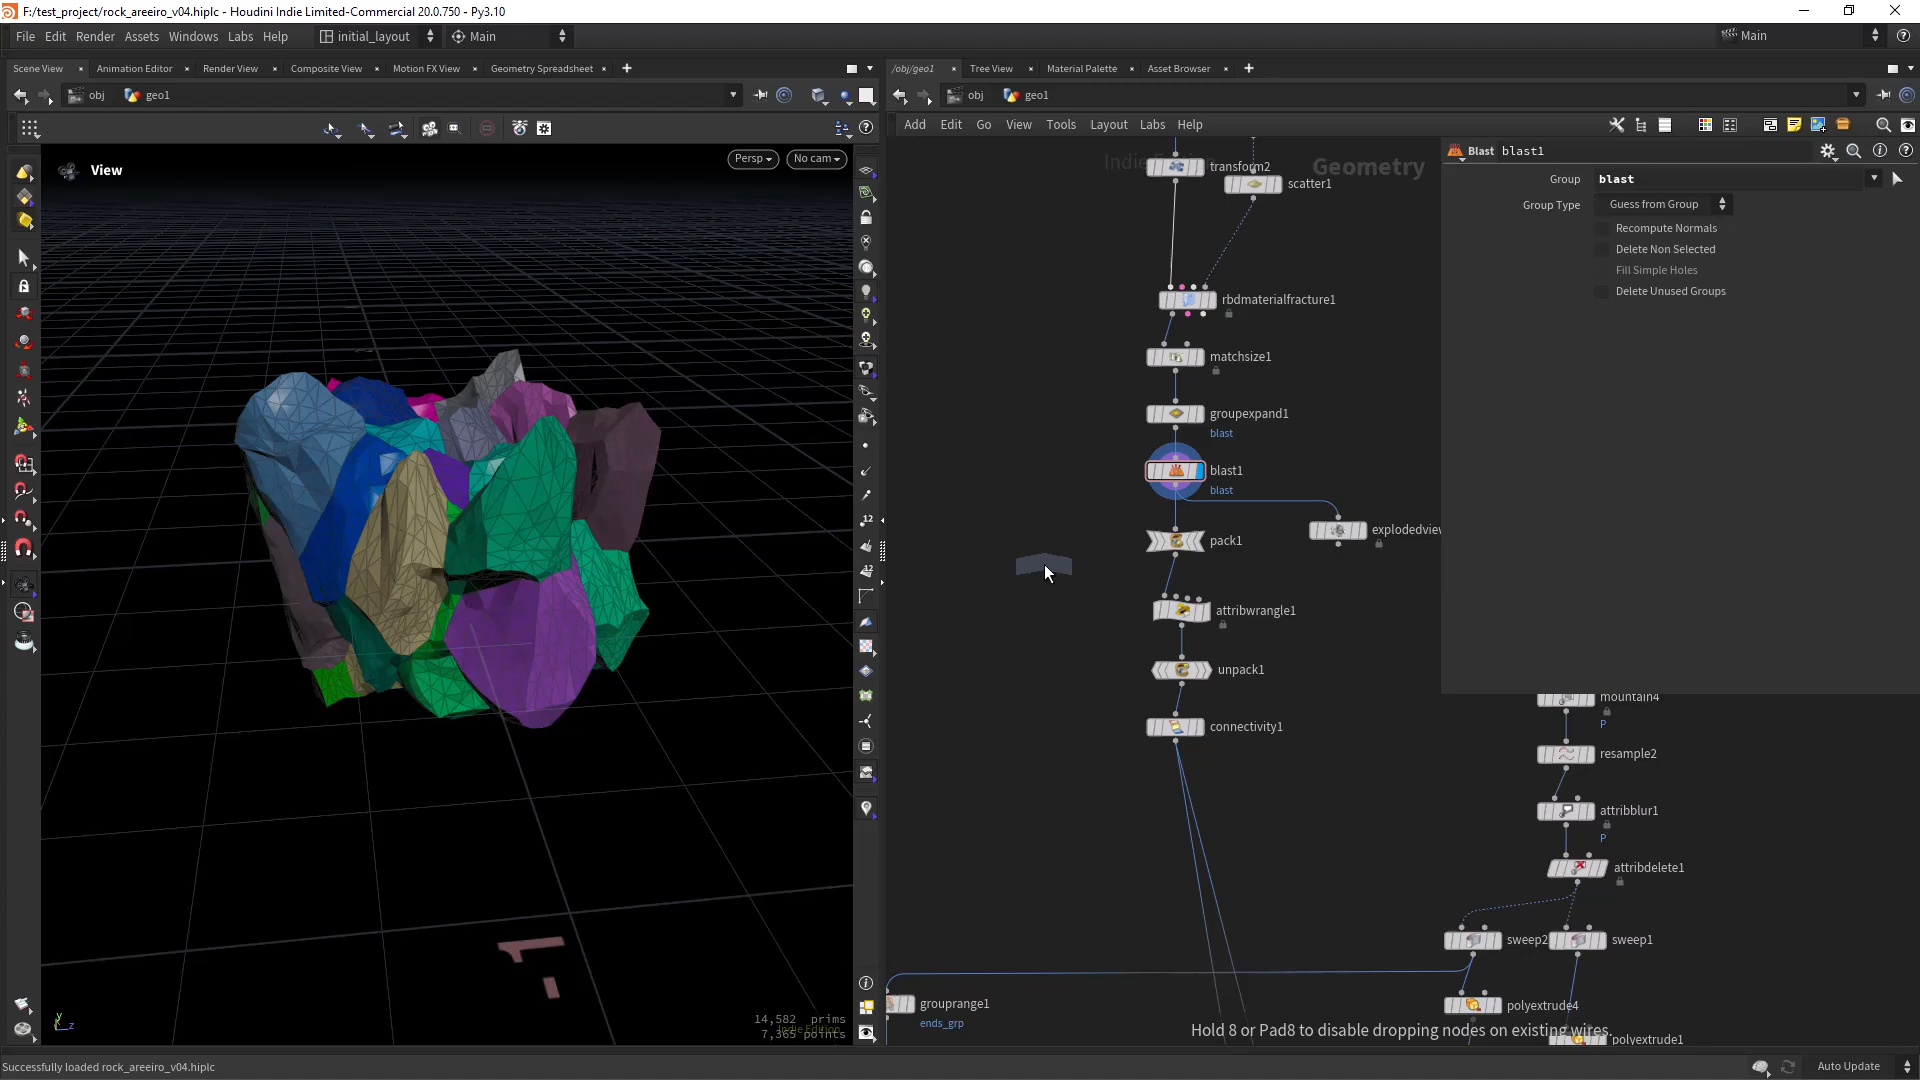 F:/test_project/rock_areeiro_v04.hiplc - Houdini Indie Limited-Commercial 20.0.750 - Py3.10
File Edit Render Assets Windows Labs Help initial_layout Main Main
Scene View Animation Editor Render View Composite View Motion FX View Geometry Spreadsheet
/obj/geo1 Tree View Material Palette Asset Browser
obj geo1
obj geo1
Add Edit Go View Tools Layout Labs Help
View
Persp
No cam
Geometry
transform2
scatter1
rbdmaterialfracture1
matchsize1
groupexpand1
blast
blast1
blast
explodedview
pack1
attribwrangle1
unpack1
connectivity1
Blast blast1
Group blast
Group Type Guess from Group
Recompute Normals
Delete Non Selected
Fill Simple Holes
Delete Unused Groups
mountain4
P
resample2
attribblur1
P
attribdelete1
sweep2
sweep1
grouprange1
ends_grp
polyextrude4
polyextrude1
12
12
y
z
14,582 prims
Indie Edition
7,365 points
Hold 8 or Pad8 to disable dropping nodes on existing wires.
Successfully loaded rock_areeiro_v04.hiplc
Auto Update